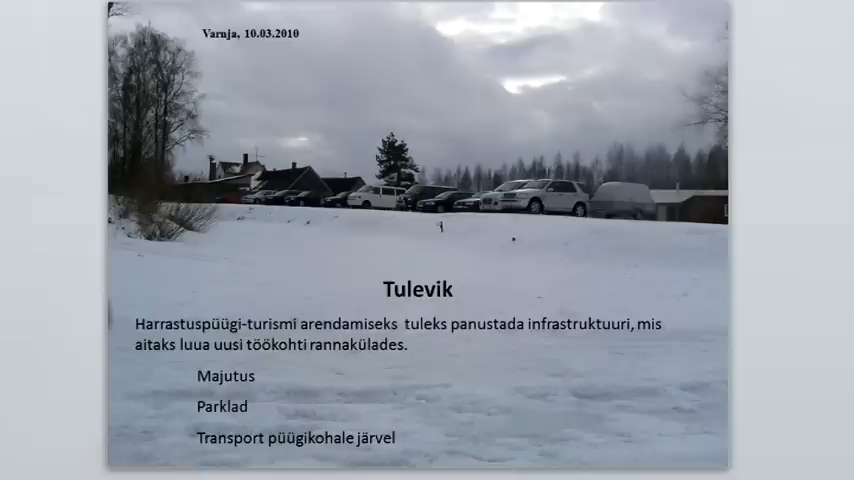 Varnja, 10.03.2010
Tulevik
Harrastuspüügi-turismi arendamiseks tuleks panustada infrastruktuuri, mis
aitaks luua uusi töökohti rannakülades.
Majutus
Parklad
Transport püügikohale järvel